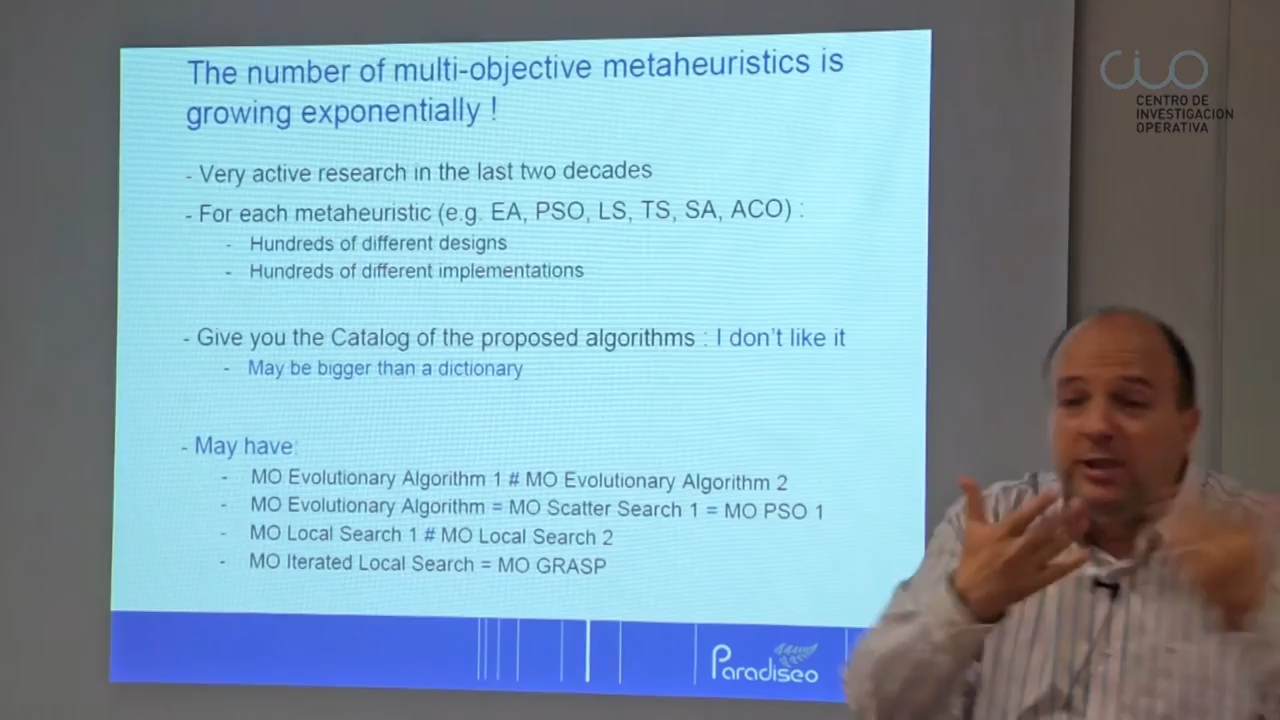 The number of multi-objective metaheuristics is
growing exponentially !
- Very active research in the last two decades
- For each metaheuristic (e.g. EA, PSO, LS, TS, SA, ACO) :
- Hundreds of different designs
- Hundreds of different implementations
- Give you the Catalog of the proposed algorithms : I don't like it
- May be bigger than a dictionary
- May have:
- MO Evolutionary Algorithm 1 # MO Evolutionary Algorithm 2
- MO Evolutionary Algorithm = MO Scatter Search 1 = MO PSO 1
- MO Local Search 1 # MO Local Search 2
- MO Iterated Local Search = MO GRASP
Paradiseo
CIO
CENTRO DE
INVESTIGACION
OPERATIVA